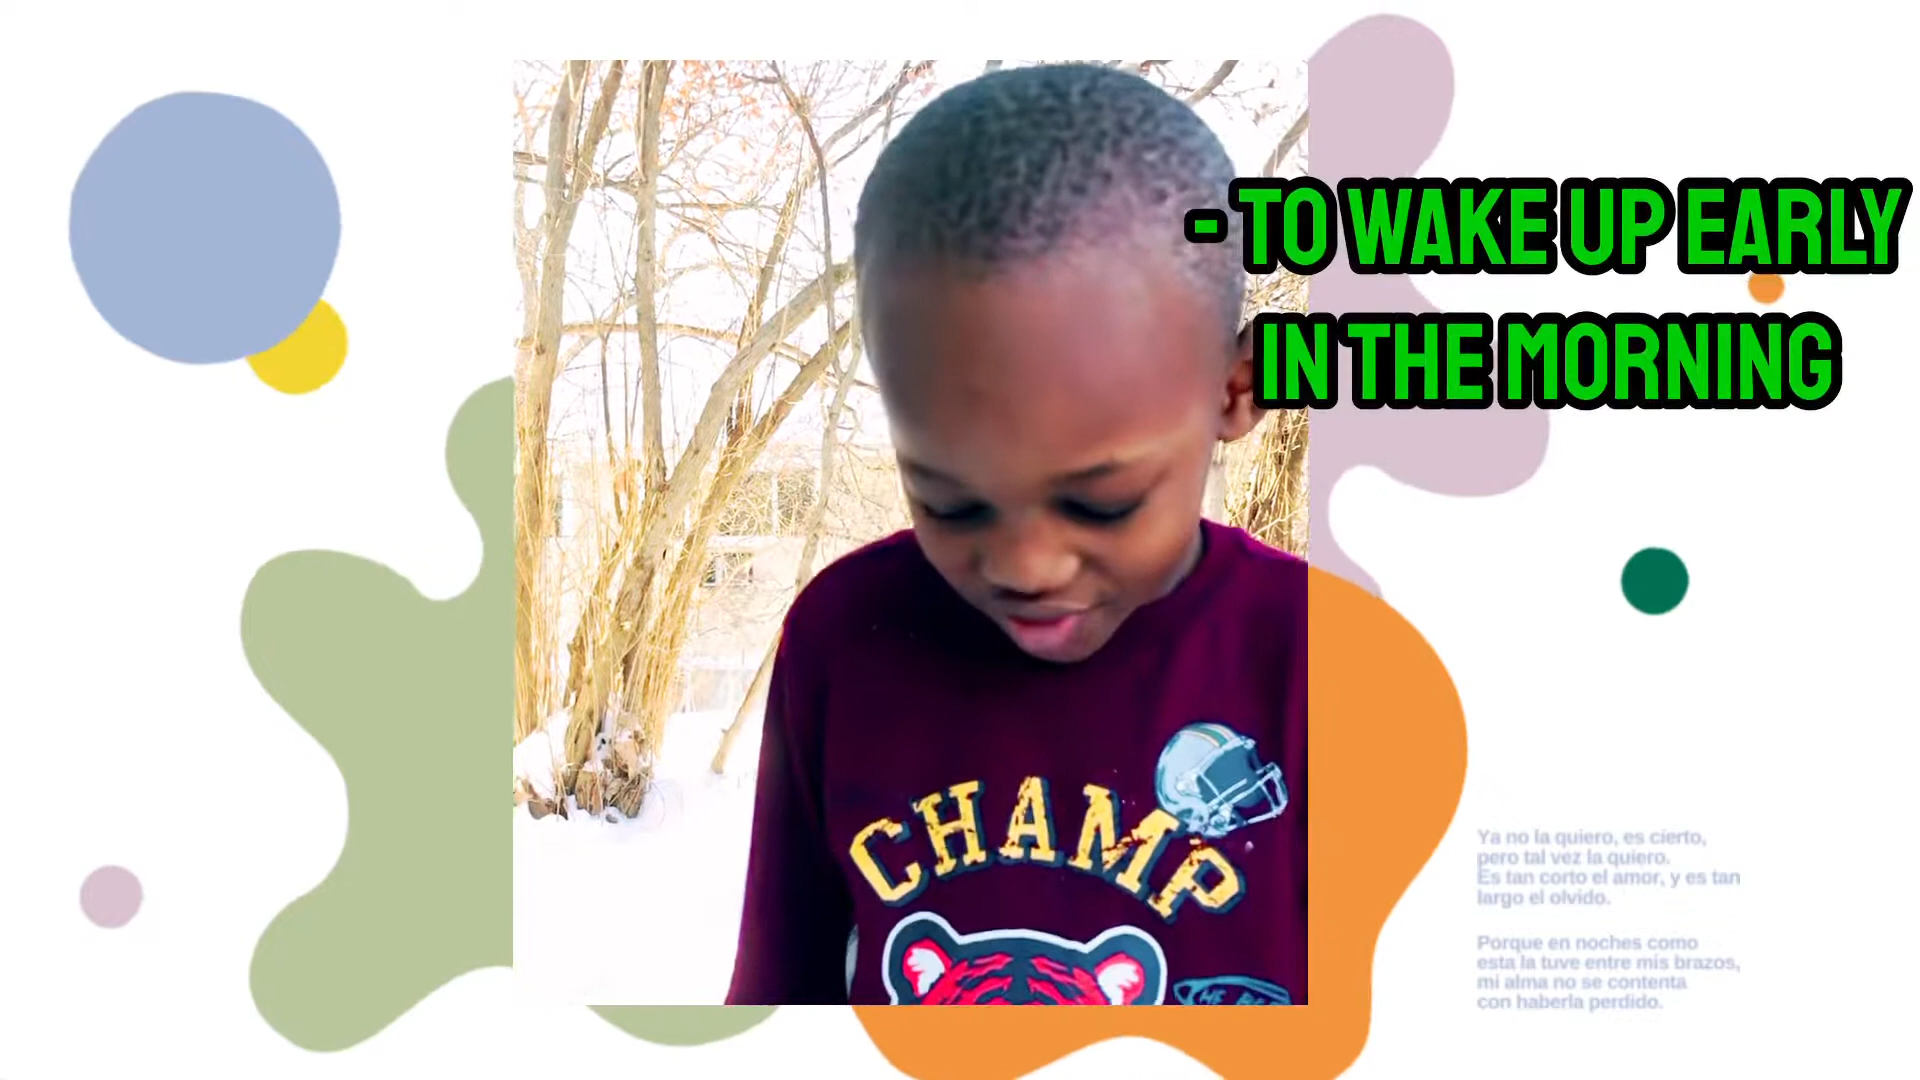 - TO WAKE UP EARLY
IN THE MORNING
CHAMP
Ya no la quiero, es cierto,
pero tal vez la quiero.
Es tan corto el amor, y es tan
largo el olvido.
Porque en noches como
esta la tuve entre mis brazos,
mi alma no se contenta
con haberla perdido.